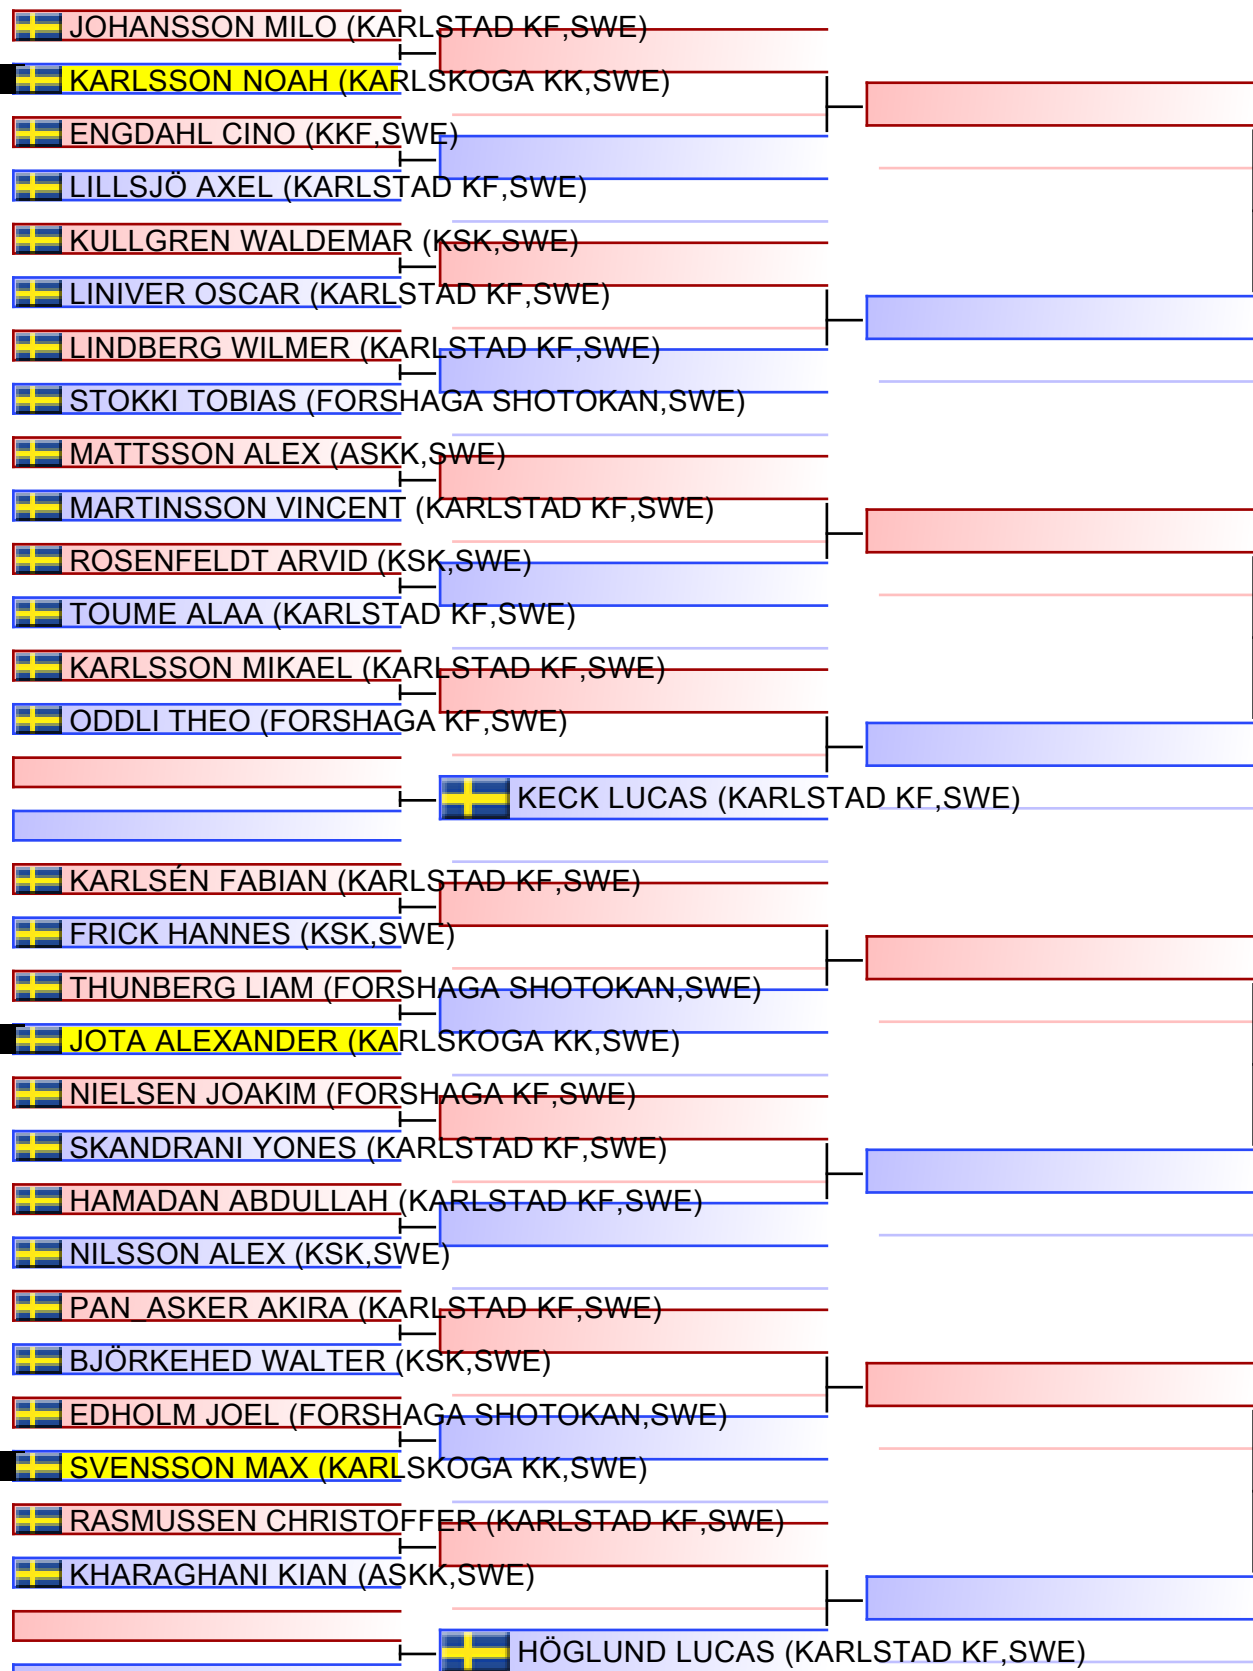 JOHANSSON MILO (KARLSTAD KF,SWE)
KARLSSON NOAH (KARLSKOGA KK,SWE)
ENGDAHL CINO (KKF,SWE)
LILLSJÖ AXEL (KARLSTAD KF,SWE)
KULLGREN WALDEMAR (KSK,SWE)
LINIVER OSCAR (KARLSTAD KF,SWE)
LINDBERG WILMER (KARLSTAD KF,SWE)
STOKKI TOBIAS (FORSHAGA SHOTOKAN,SWE)
MATTSSON ALEX (ASKK,SWE)
MARTINSSON VINCENT (KARLSTAD KF,SWE)
ROSENFELDT ARVID (KSK,SWE)
TOUME ALAA (KARLSTAD KF,SWE)
KARLSSON MIKAEL (KARLSTAD KF,SWE)
ODDLI THEO (FORSHAGA KF,SWE)
KECK LUCAS (KARLSTAD KF,SWE)
KARLSÉN FABIAN (KARLSTAD KF,SWE)
FRICK HANNES (KSK,SWE)
THUNBERG LIAM (FORSHAGA SHOTOKAN,SWE)
JOTA ALEXANDER (KARLSKOGA KK,SWE)
NIELSEN JOAKIM (FORSHAGA KF,SWE)
SKANDRANI YONES (KARLSTAD KF,SWE)
HAMADAN ABDULLAH (KARLSTAD KF,SWE)
NILSSON ALEX (KSK,SWE)
PAN_ASKER AKIRA (KARLSTAD KF,SWE)
BJÖRKEHED WALTER (KSK,SWE)
EDHOLM JOEL (FORSHAGA SHOTOKAN,SWE)
SVENSSON MAX (KARLSKOGA KK,SWE)
RASMUSSEN CHRISTOFFER (KARLSTAD KF,SWE)
KHARAGHANI KIAN (ASKK,SWE)
HÖGLUND LUCAS (KARLSTAD KF,SWE)